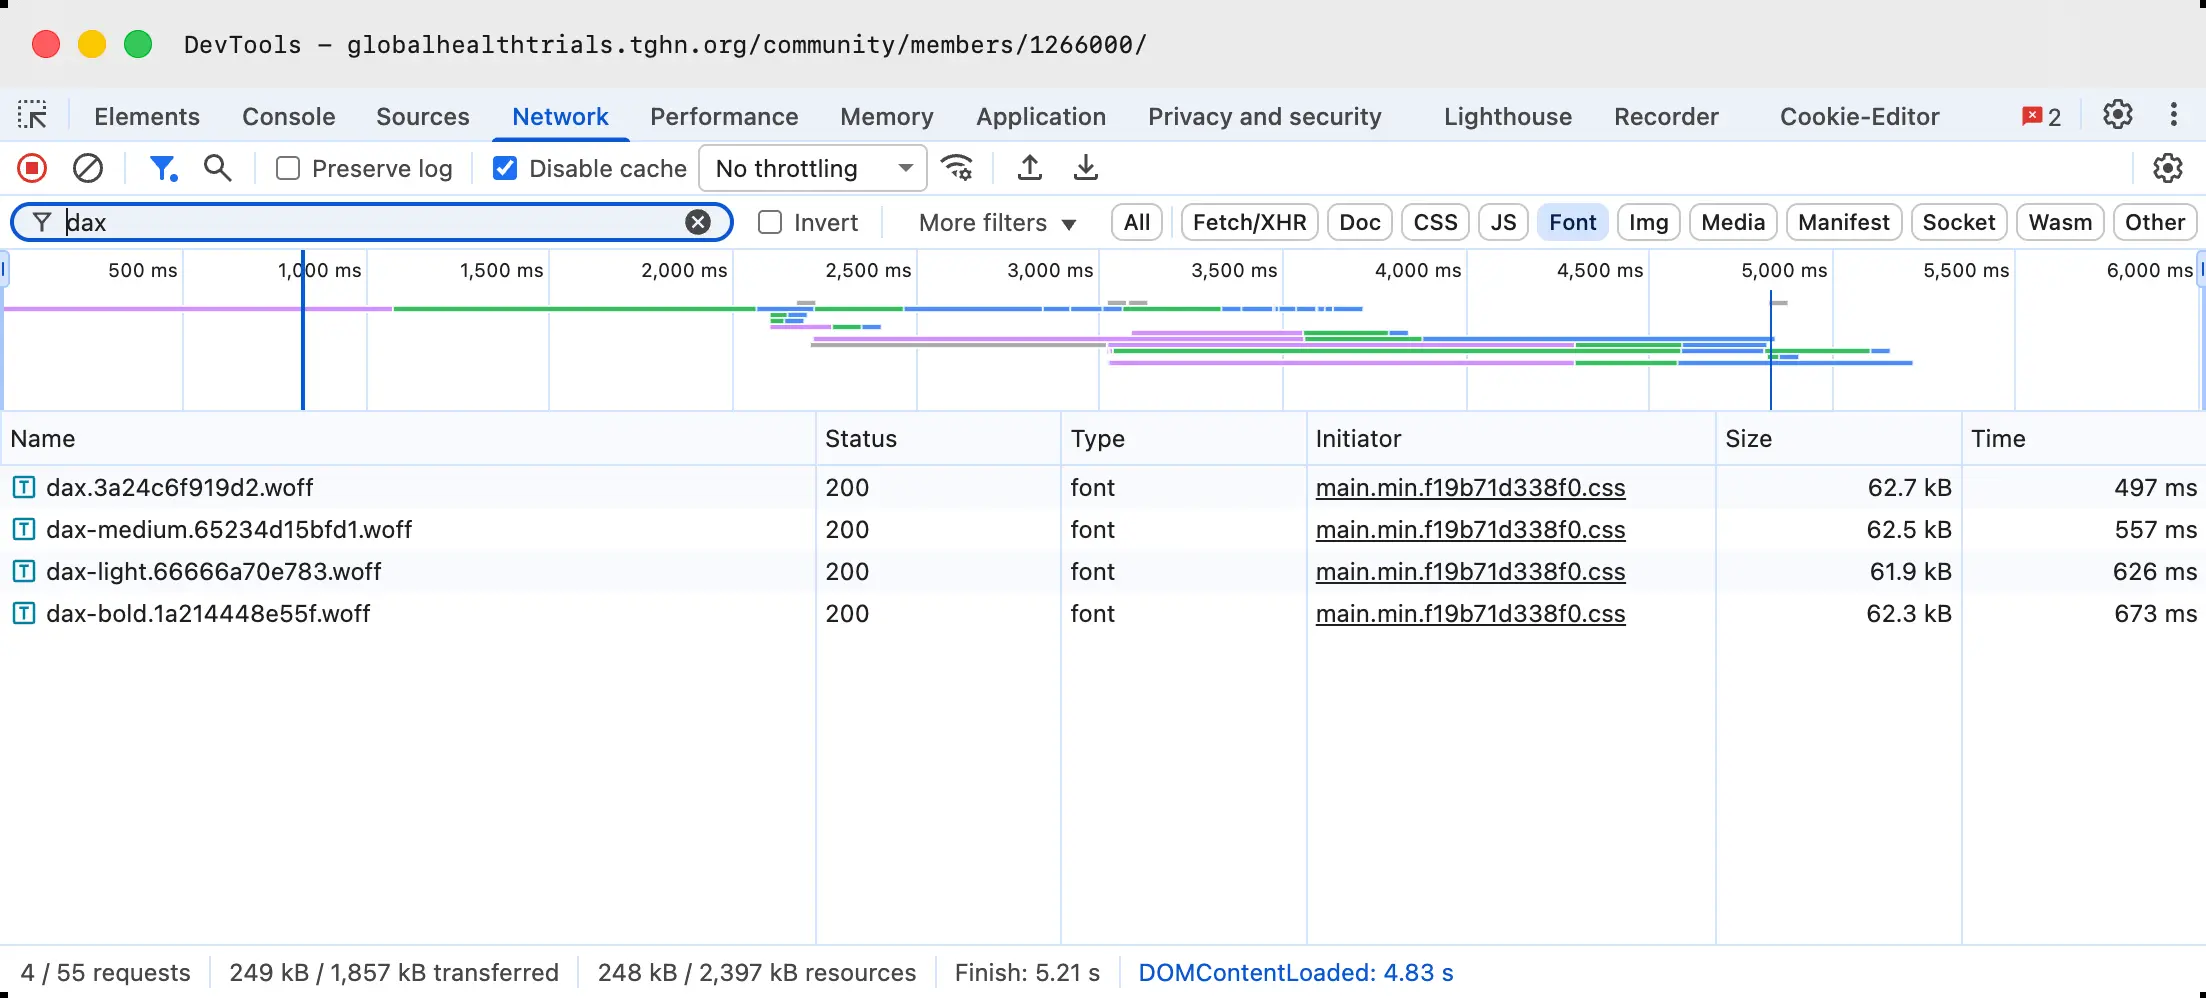 DevTools – globalhealthtrials.tghn.org/community/members/1266000/
Elements Console Sources Network Performance Memory Application Privacy and security Lighthouse Recorder Cookie-Editor 2
Preserve log Disable cache No throttling
dax Invert More filters All Fetch/XHR Doc CSS JS Font Img Media Manifest Socket Wasm Other
500 ms 1,000 ms 1,500 ms 2,000 ms 2,500 ms 3,000 ms 3,500 ms 4,000 ms 4,500 ms 5,000 ms 5,500 ms 6,000 ms
Name Status Type Initiator Size Time
dax.3a24c6f919d2.woff 200 font main.min.f19b71d338f0.css 62.7 kB 497 ms
dax-medium.65234d15bfd1.woff 200 font main.min.f19b71d338f0.css 62.5 kB 557 ms
dax-light.66666a70e783.woff 200 font main.min.f19b71d338f0.css 61.9 kB 626 ms
dax-bold.1a214448e55f.woff 200 font main.min.f19b71d338f0.css 62.3 kB 673 ms
4 / 55 requests 249 kB / 1,857 kB transferred 248 kB / 2,397 kB resources Finish: 5.21 s DOMContentLoaded: 4.83 s